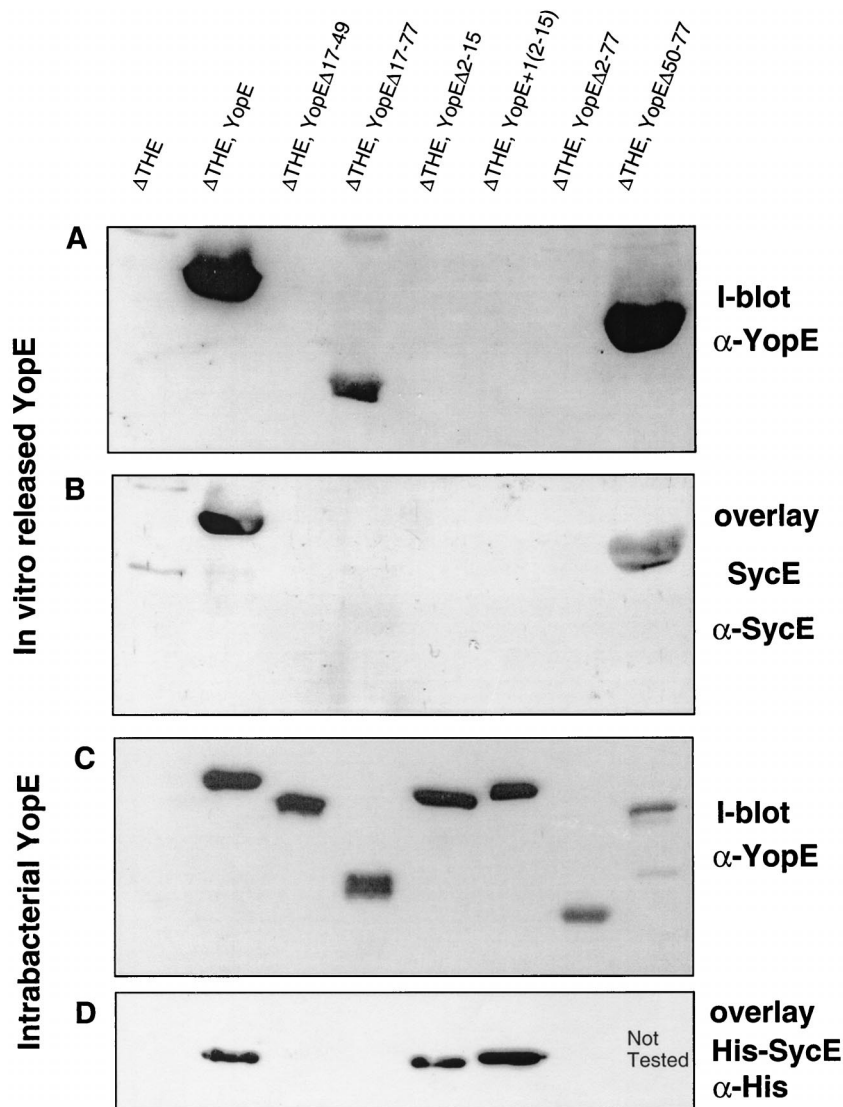 ΔTHE
ΔTHE, YopE
ΔTHE, YopEΔ17-49
ΔTHE, YopEΔ17-77
ΔTHE, YopEΔ2-15
ΔTHE, YopE+1(2-15)
ΔTHE, YopEΔ2-77
ΔTHE, YopEΔ50-77
In vitro released YopE
A
I-blot
α-YopE
B
overlay
SycE
α-SycE
Intrabacterial YopE
C
I-blot
α-YopE
D
Not
Tested
overlay
His-SycE
α-His